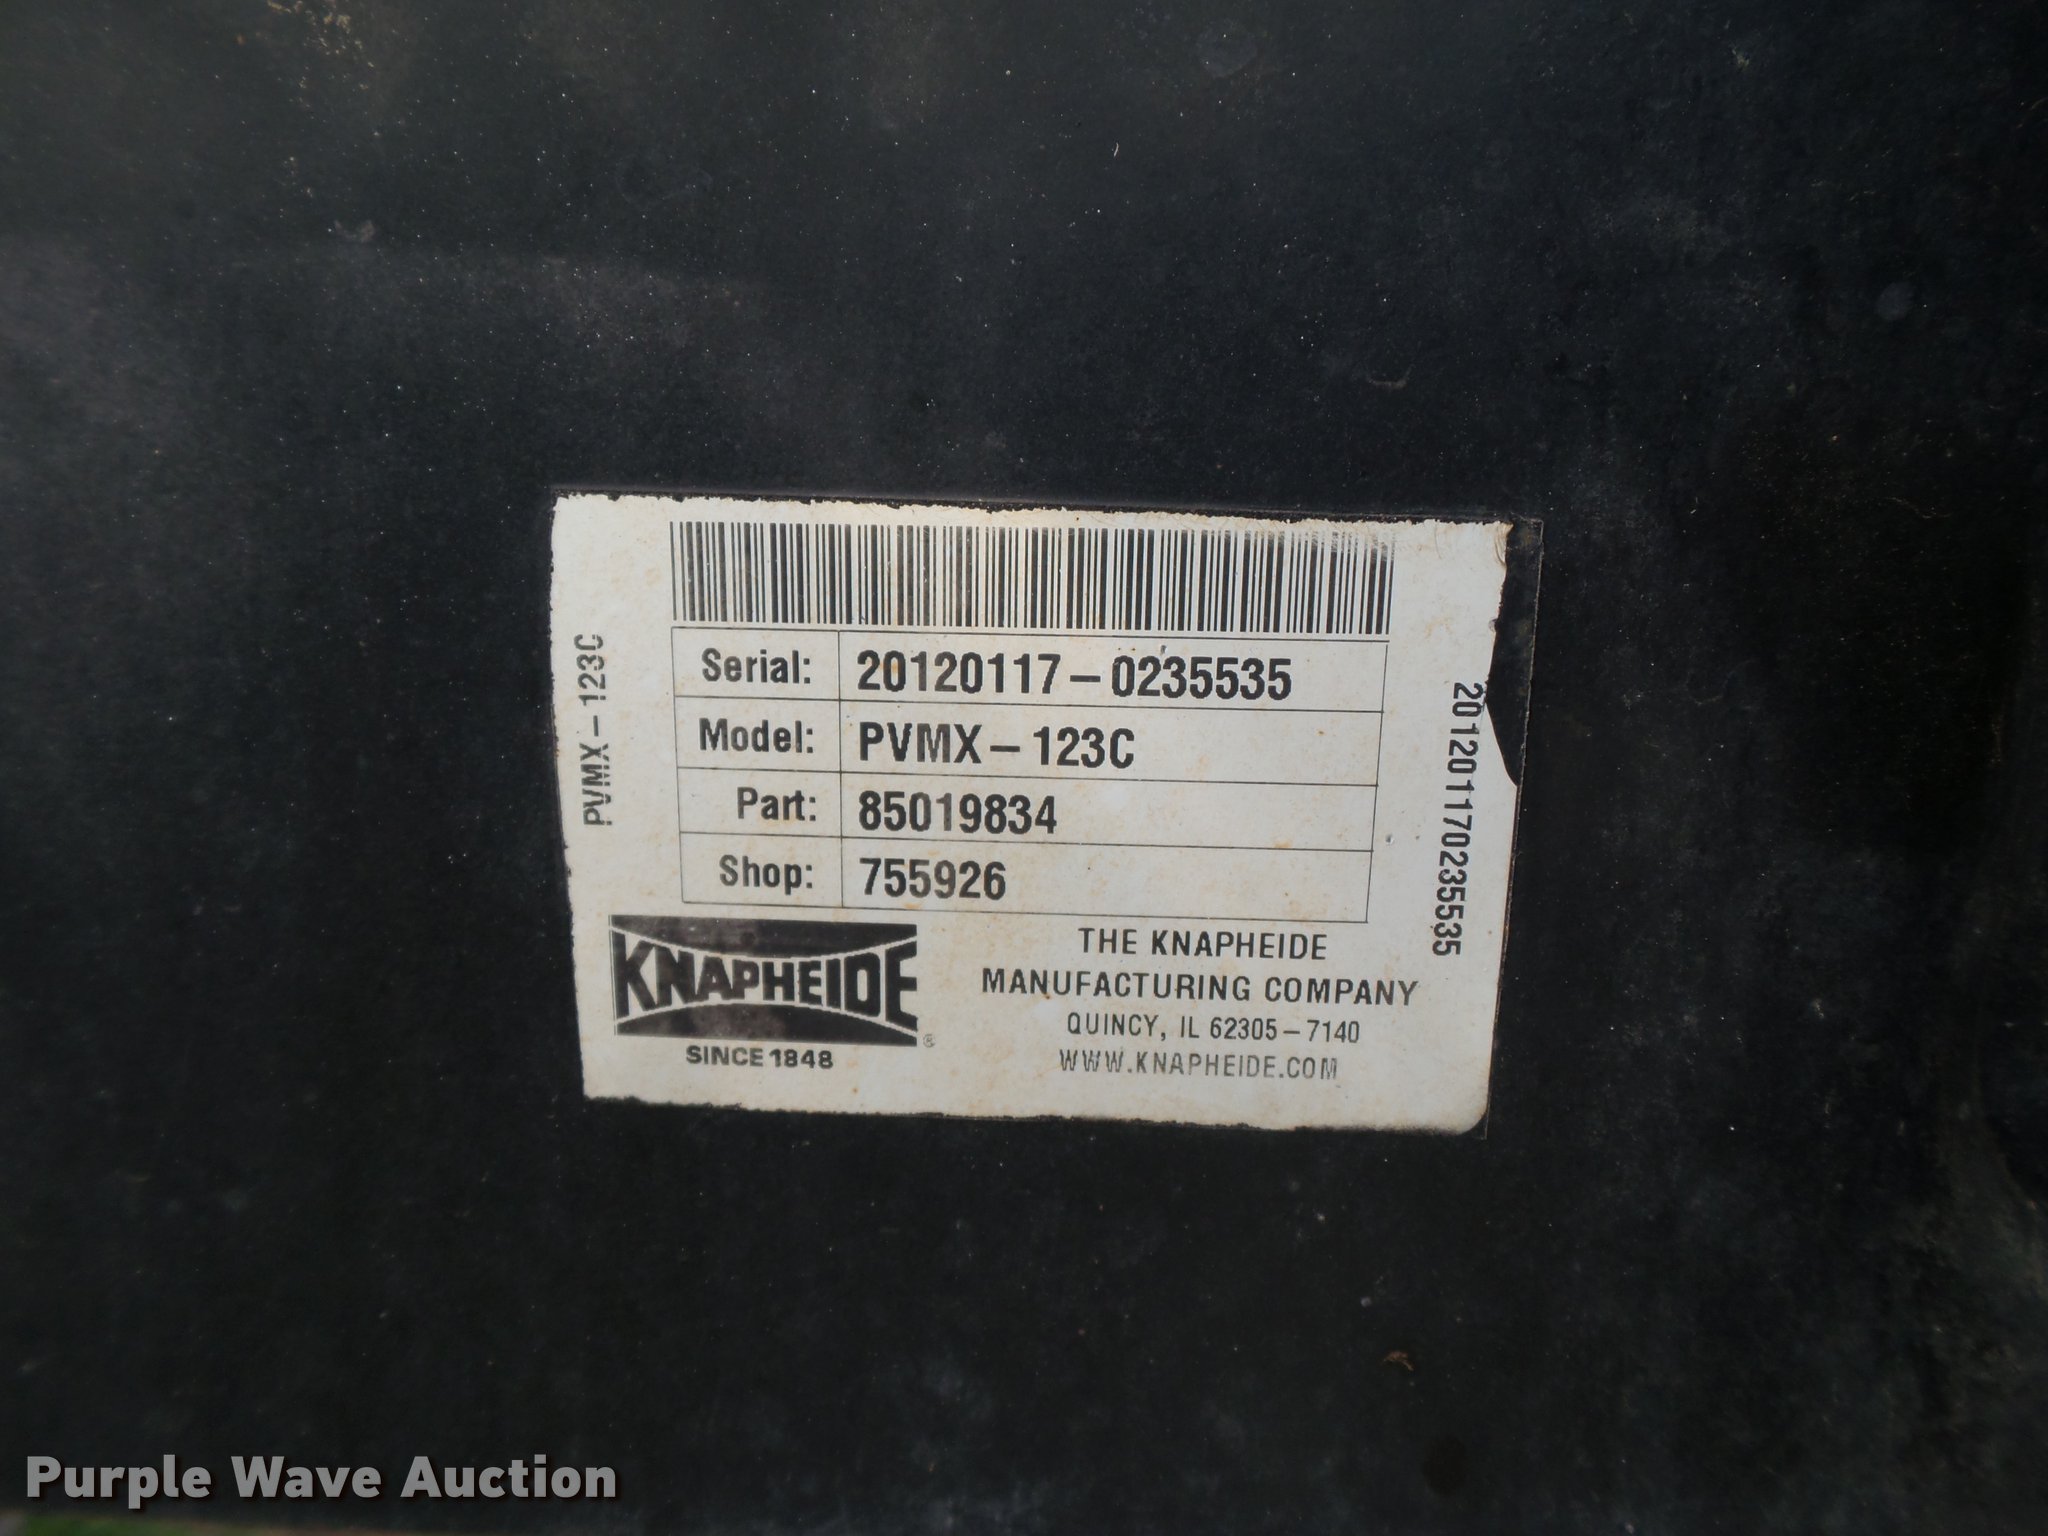 Serial: 20120117-0235535
Model: PVMX-123C
Part: 85019834
Shop: 755926
PVMX-123C
201201170235535
KNAPHEIDE®
SINCE 1848
THE KNAPHEIDE
MANUFACTURING COMPANY
QUINCY, IL 62305-7140
WWW.KNAPHEIDE.COM
Purple Wave Auction